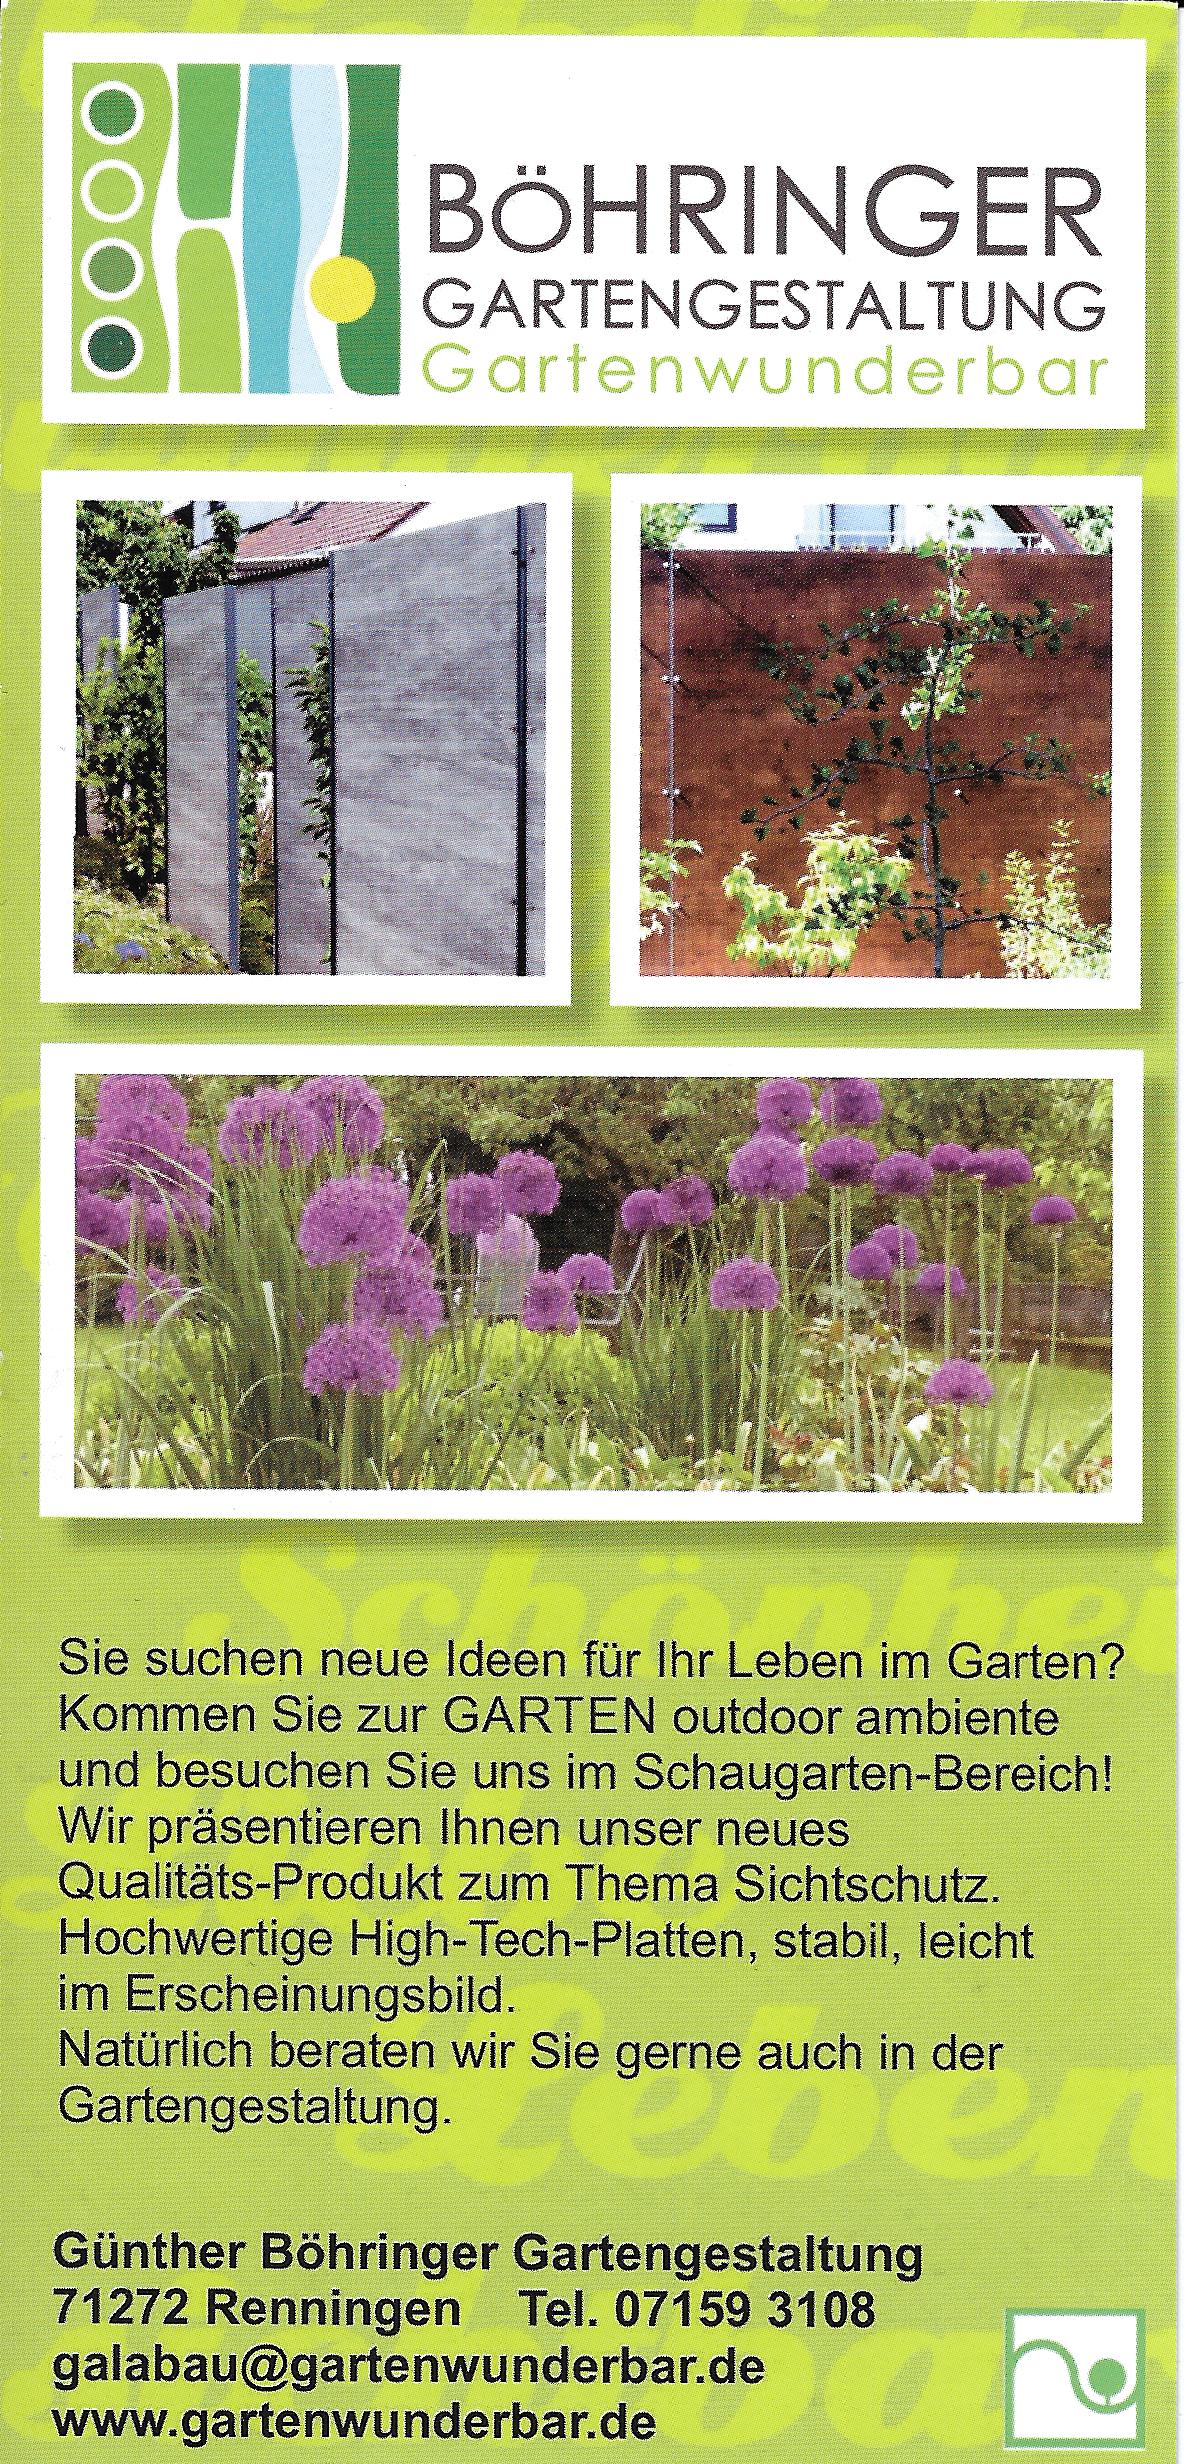 BÖHRINGER
GARTENGESTALTUNG
Gartenwunderbar
Schönhei
Sie suchen neue Ideen für Ihr Leben im Garten?
Kommen Sie zur GARTEN outdoor ambiente
und besuchen Sie uns im Schaugarten-Bereich!
Wir präsentieren Ihnen unser neues
Qualitäts-Produkt zum Thema Sichtschutz.
Hochwertige High-Tech-Platten, stabil, leicht
im Erscheinungsbild.
Natürlich beraten wir Sie gerne auch in der
Gartengestaltung.
Leben
Günther Böhringer Gartengestaltung
71272 Renningen Tel. 07159 3108
galabau@gartenwunderbar.de
www.gartenwunderbar.de